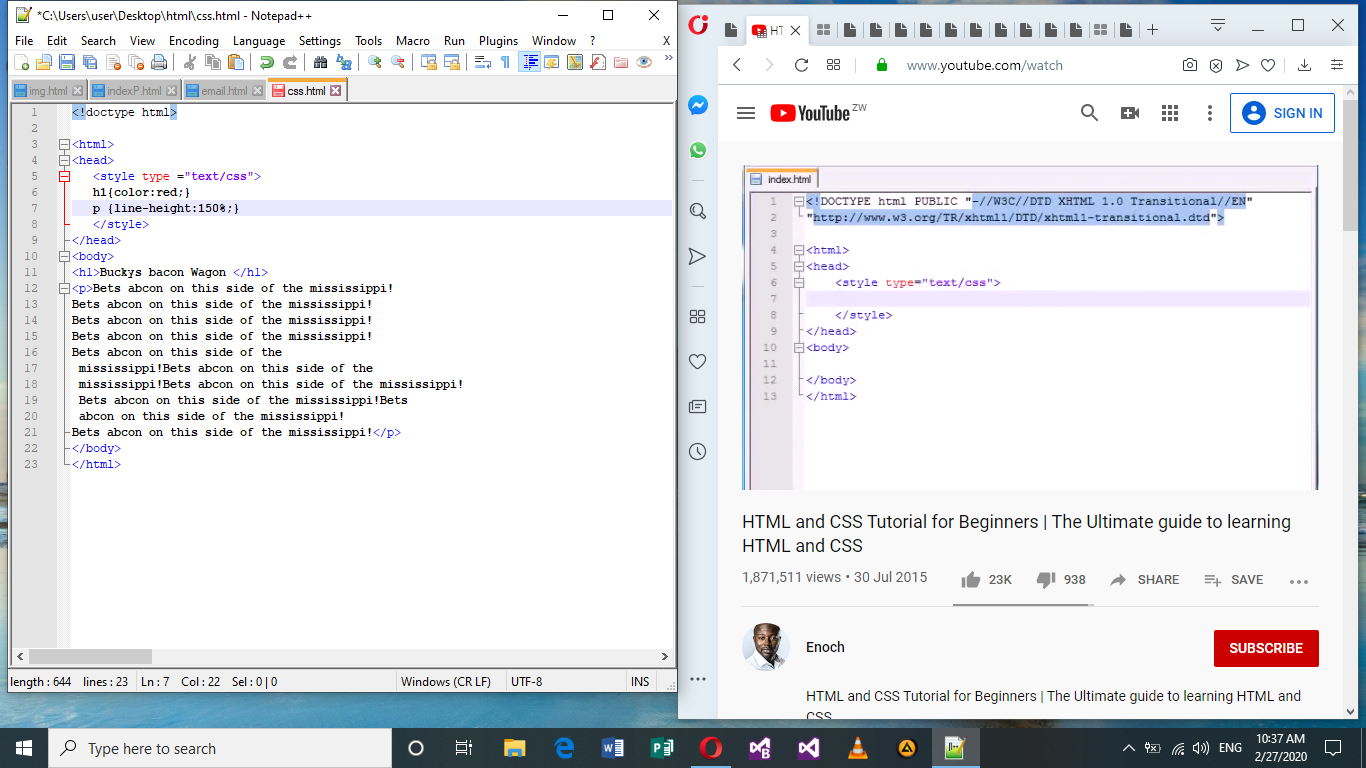 *C:\Users\user\Desktop\html\css.html - Notepad++
File Edit Search View Encoding Language Settings Tools Macro Run Plugins Window ? X
img.html indexP.html email.html css.html
1 <!doctype html>
2
3 <html>
4 <head>
5 <style type ="text/css">
6 h1{color:red;}
7 p {line-height:150%;}
8 </style>
9 </head>
10 <body>
11 <h1>Buckys bacon Wagon </h1>
12 <p>Bets abcon on this side of the mississippi!
13 Bets abcon on this side of the mississippi!
14 Bets abcon on this side of the mississippi!
15 Bets abcon on this side of the mississippi!
16 Bets abcon on this side of the
17 mississippi!Bets abcon on this side of the
18 mississippi!Bets abcon on this side of the mississippi!
19 Bets abcon on this side of the mississippi!Bets
20 abcon on this side of the mississippi!
21 Bets abcon on this side of the mississippi!</p>
22 </body>
23 </html>
length : 644 lines : 23 Ln : 7 Col : 22 Sel : 0 | 0 Windows (CR LF) UTF-8 INS
HT
www.youtube.com/watch
YouTube ZW SIGN IN
index.html
1 <!DOCTYPE html PUBLIC "-//W3C//DTD XHTML 1.0 Transitional//EN"
2 "http://www.w3.org/TR/xhtml1/DTD/xhtml1-transitional.dtd">
3
4 <html>
5 <head>
6 <style type="text/css">
7
8 </style>
9 </head>
10 <body>
11
12 </body>
13 </html>
HTML and CSS Tutorial for Beginners | The Ultimate guide to learning
HTML and CSS
1,871,511 views • 30 Jul 2015 23K 938 SHARE SAVE
Enoch SUBSCRIBE
HTML and CSS Tutorial for Beginners | The Ultimate guide to learning HTML and
CSS
Type here to search
ENG
10:37 AM
2/27/2020